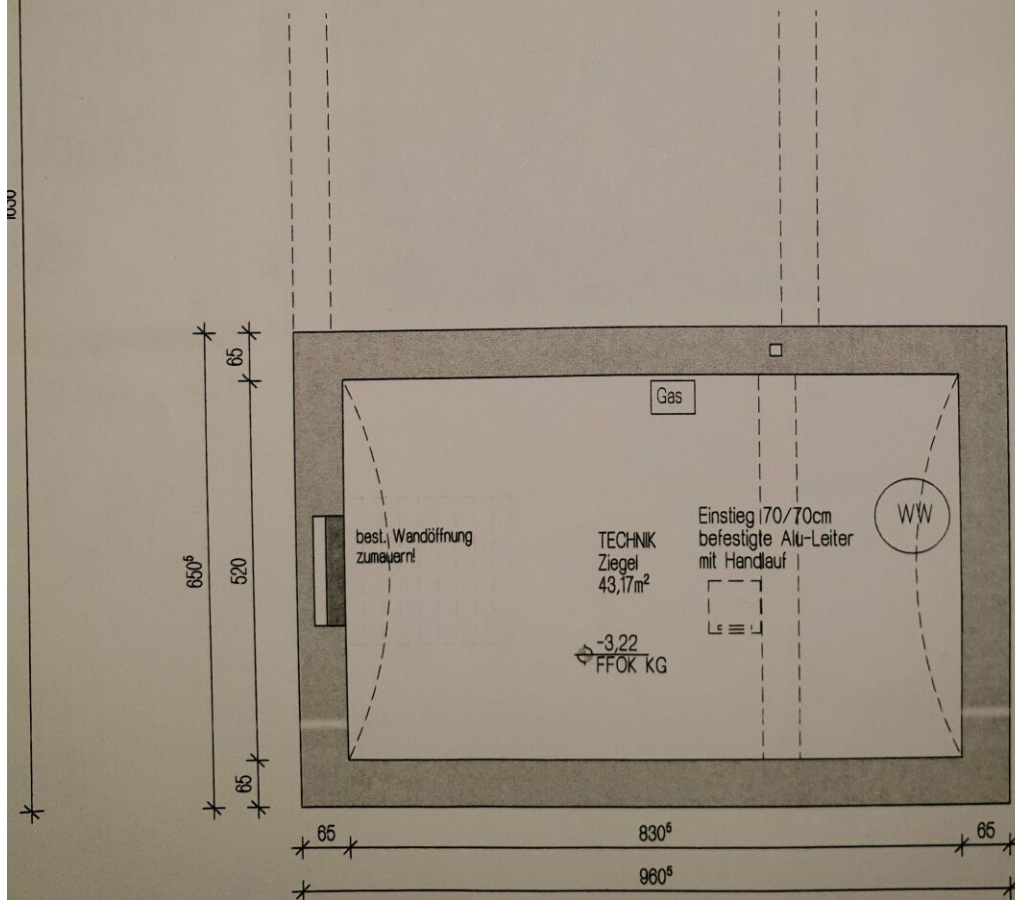 65
Gas
Einstieg 70/70cm
befestigte Alu-Leiter
mit Handlauf
WW
best. Wandöffnung
zumauern!
TECHNIK
Ziegel
43,17m²
-3,22
FFOK KG
650⁵
520
65
65
830⁵
65
960⁵